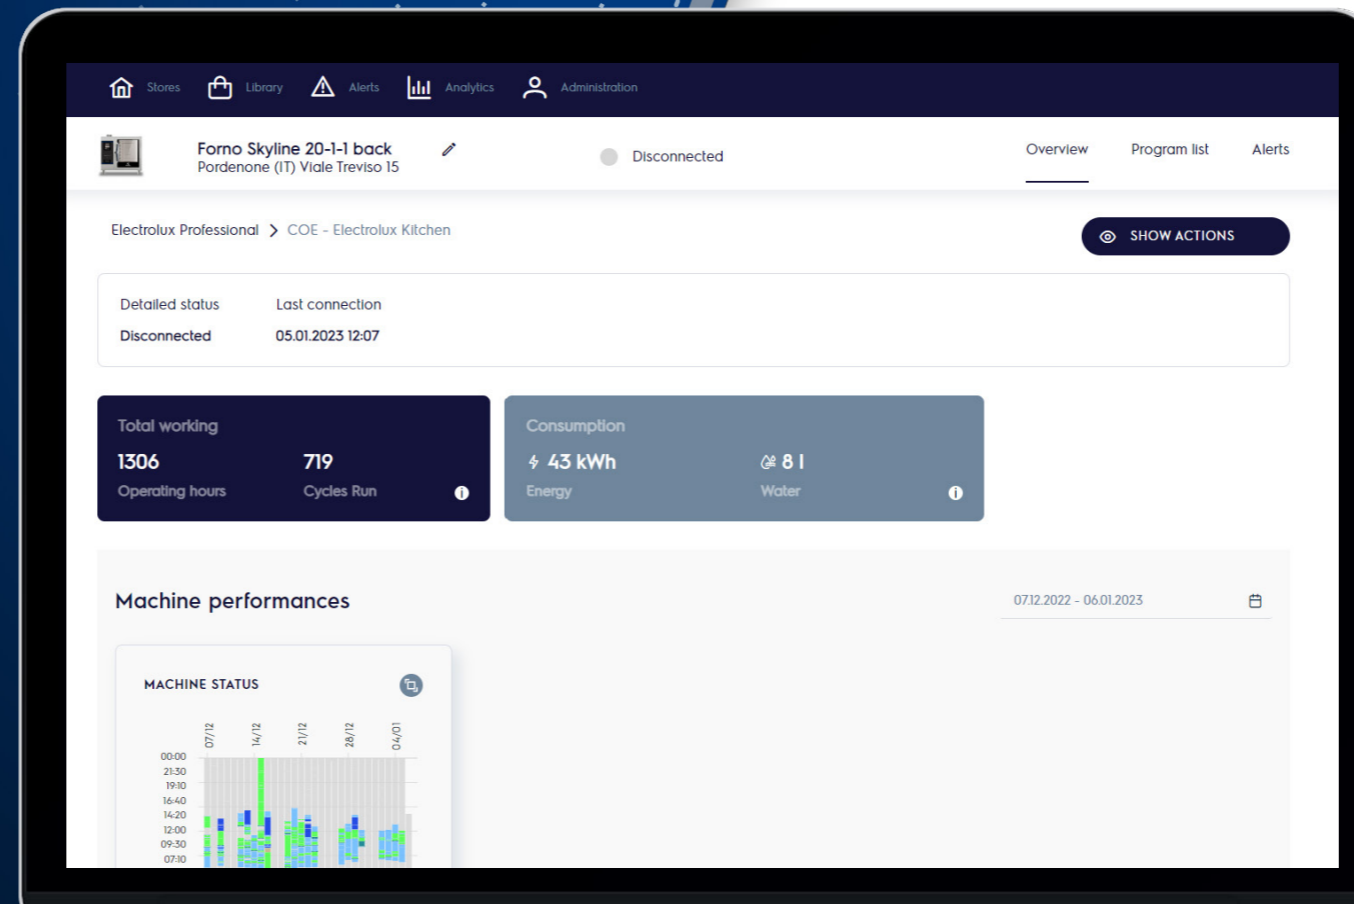 Stores Library Alerts Analytics Administration
Forno Skyline 20-1-1 back
Pordenone (IT) Viale Treviso 15
Disconnected
Overview Program list Alerts
Electrolux Professional > COE - Electrolux Kitchen
SHOW ACTIONS
Detailed status Last connection
Disconnected 05.01.2023 12:07
Total working
1306 719
Operating hours Cycles Run
Consumption
43 kWh 8 l
Energy Water
Machine performances
07.12.2022 - 06.01.2023
MACHINE STATUS
07/12 14/12 21/12 28/12 04/01
00:00
21:30
19:10
16:40
14:20
12:00
09:30
07:10